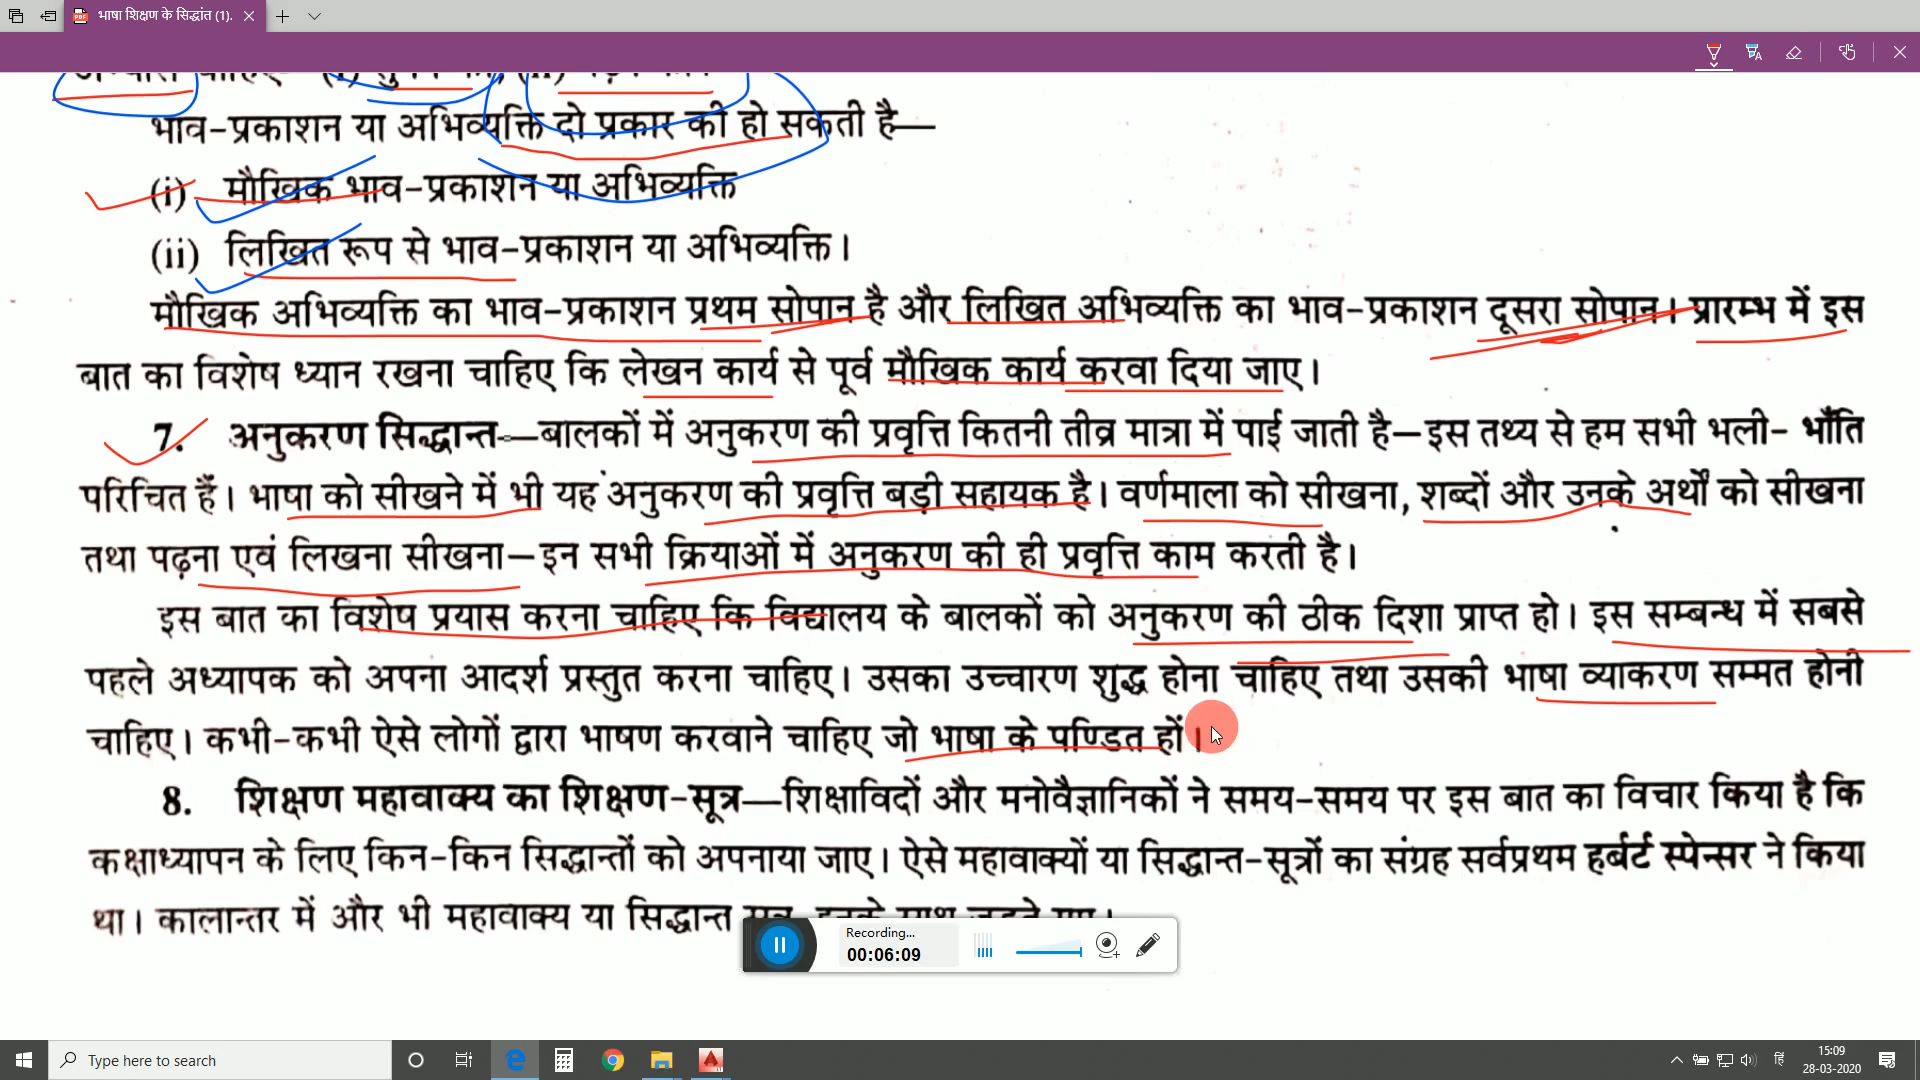 भाषा शिक्षण के सिद्धांत (1).
भाव-प्रकाशन या अभिव्यक्ति दो प्रकार की हो सकती है—
(i) मौखिक भाव-प्रकाशन या अभिव्यक्ति
(ii) लिखित रूप से भाव-प्रकाशन या अभिव्यक्ति।
मौखिक अभिव्यक्ति का भाव-प्रकाशन प्रथम सोपान है और लिखित अभिव्यक्ति का भाव-प्रकाशन दूसरा सोपान। प्रारम्भ में इस
बात का विशेष ध्यान रखना चाहिए कि लेखन कार्य से पूर्व मौखिक कार्य करवा दिया जाए।
7. अनुकरण सिद्धान्त—बालकों में अनुकरण की प्रवृत्ति कितनी तीव्र मात्रा में पाई जाती है—इस तथ्य से हम सभी भली- भाँति
परिचित हैं। भाषा को सीखने में भी यह अनुकरण की प्रवृत्ति बड़ी सहायक है। वर्णमाला को सीखना, शब्दों और उनके अर्थों को सीखना
तथा पढ़ना एवं लिखना सीखना—इन सभी क्रियाओं में अनुकरण की ही प्रवृत्ति काम करती है।
इस बात का विशेष प्रयास करना चाहिए कि विद्यालय के बालकों को अनुकरण की ठीक दिशा प्राप्त हो। इस सम्बन्ध में सबसे
पहले अध्यापक को अपना आदर्श प्रस्तुत करना चाहिए। उसका उच्चारण शुद्ध होना चाहिए तथा उसकी भाषा व्याकरण सम्मत होनी
चाहिए। कभी-कभी ऐसे लोगों द्वारा भाषण करवाने चाहिए जो भाषा के पण्डित हों।
8. शिक्षण महावाक्य का शिक्षण-सूत्र—शिक्षाविदों और मनोवैज्ञानिकों ने समय-समय पर इस बात का विचार किया है कि
कक्षाध्यापन के लिए किन-किन सिद्धान्तों को अपनाया जाए। ऐसे महावाक्यों या सिद्धान्त-सूत्रों का संग्रह सर्वप्रथम हर्बर्ट स्पेन्सर ने किया
था। कालान्तर में और भी महावाक्य या सिद्धान्त
Recording...
00:06:09
Type here to search
हिं
15:09
28-03-2020